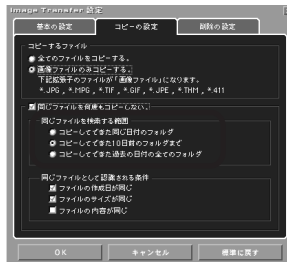 Image Transfer 設定
基本の設定
コピーの設定
削除の設定
コピーするファイル
全てのファイルをコピーする。
画像ファイルのみコピーする。
下記拡張子のファイルが「画像ファイル」になります。
*.JPG , *.MPG , *.TIF , *.GIF , *.JPE , *.THM , *.411
同じファイルを何度もコピーしない。
同じファイルを検索する範囲
コピーしてできた同じ日付のフォルダ
コピーしてできた10日前のフォルダまで
コピーしてできた過去の日付の全てのフォルダ
同じファイルとして認識される条件
ファイルの作成日が同じ
ファイルのサイズが同じ
ファイルの内容が同じ
OK
キャンセル
標準に戻す